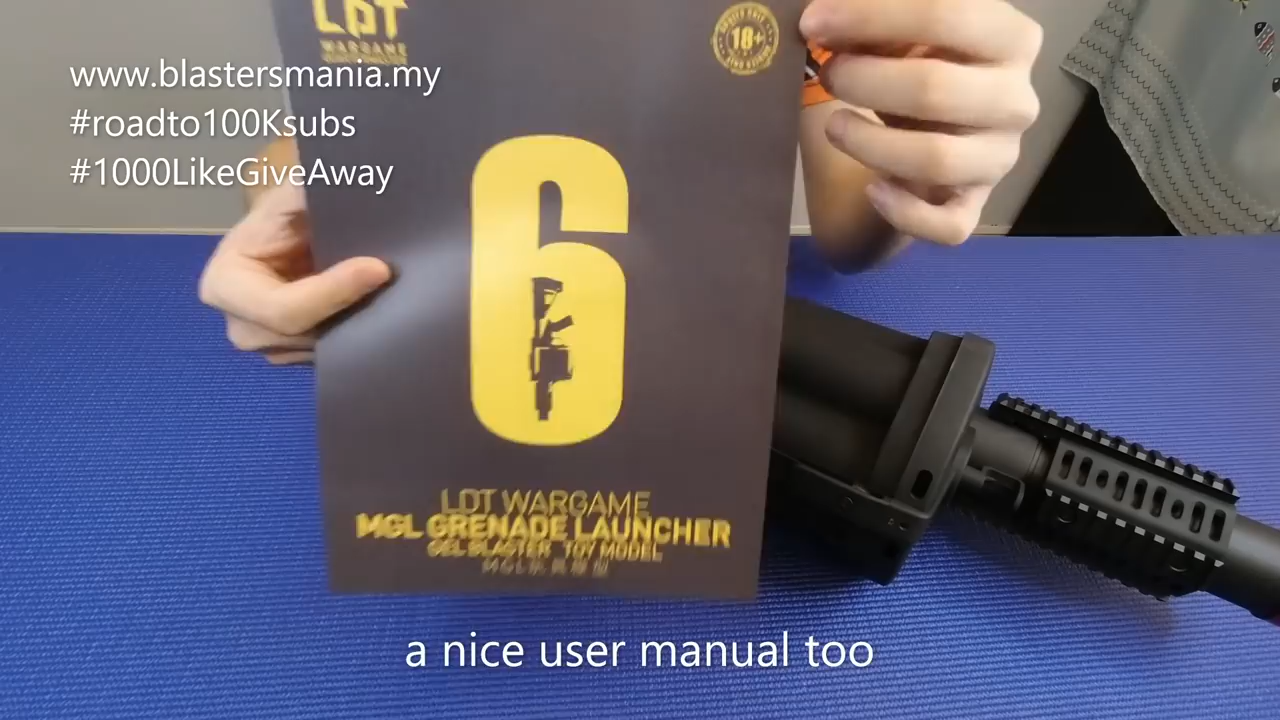 LDT
WARGAME
18+
www.blastersmania.my
#roadto100Ksubs
#1000LikeGiveAway
6
LDT WARGAME
MGL GRENADE LAUNCHER
GEL BLASTER TOY MODEL
a nice user manual too